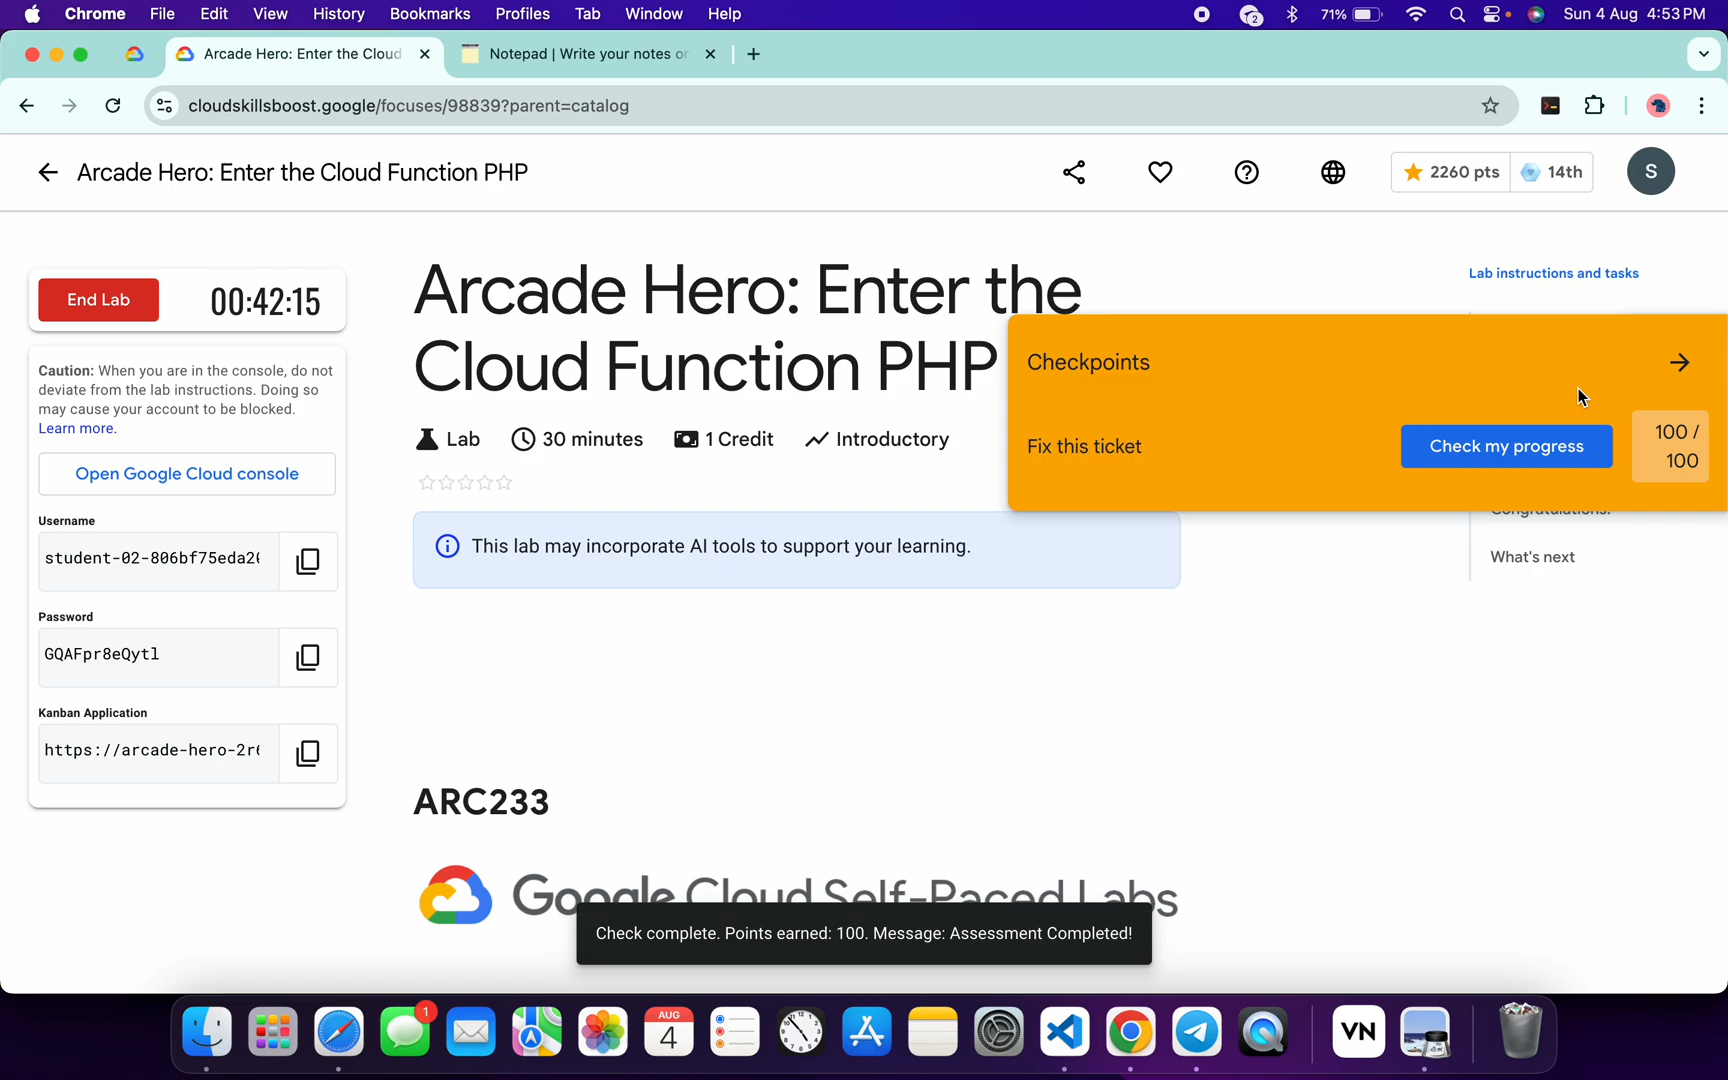 Chrome File Edit View History Bookmarks Profiles Tab Window Help 2 71% Sun 4 Aug 4:53 PM
Arcade Hero: Enter the Cloud Notepad | Write your notes
cloudskillsboost.google/focuses/98839?parent=catalog
Arcade Hero: Enter the Cloud Function PHP 2260 pts 14th S
End Lab 00:42:15
Caution: When you are in the console, do not
deviate from the lab instructions. Doing so
may cause your account to be blocked.
Learn more.
Open Google Cloud console
Username
student-02-806bf75eda2
Password
GQAFpr8eQytl
Kanban Application
https://arcade-hero-2r
Arcade Hero: Enter the
Cloud Function PHP
Lab 30 minutes 1 Credit Introductory
This lab may incorporate AI tools to support your learning.
ARC233
Google Cloud Self-Paced Labs
Lab instructions and tasks
Checkpoints
Fix this ticket Check my progress 100 /
100
Congratulations!
What's next
Check complete. Points earned: 100. Message: Assessment Completed!
1 AUG
4 VN